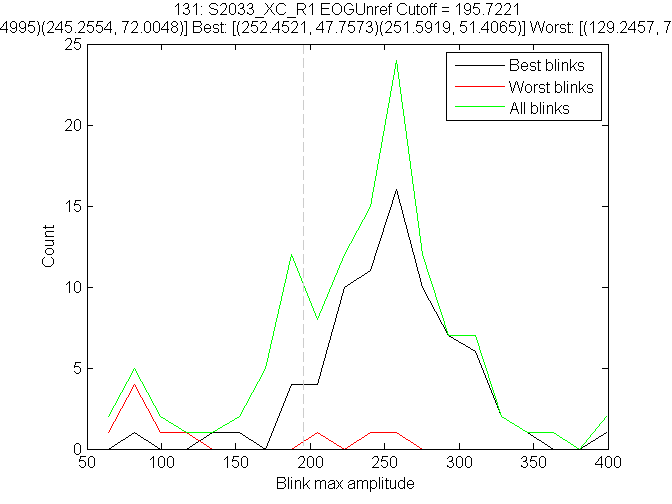 131: S2033_XC_R1 EOGUnref Cutoff = 195.7221
4995)(245.2554, 72.0048)] Best: [(252.4521, 47.7573)(251.5919, 51.4065)] Worst: [(129.2457, 7
25
20
15
10
5
0
Count
Best blinks
Worst blinks
All blinks
50 100 150 200 250 300 350 400
Blink max amplitude